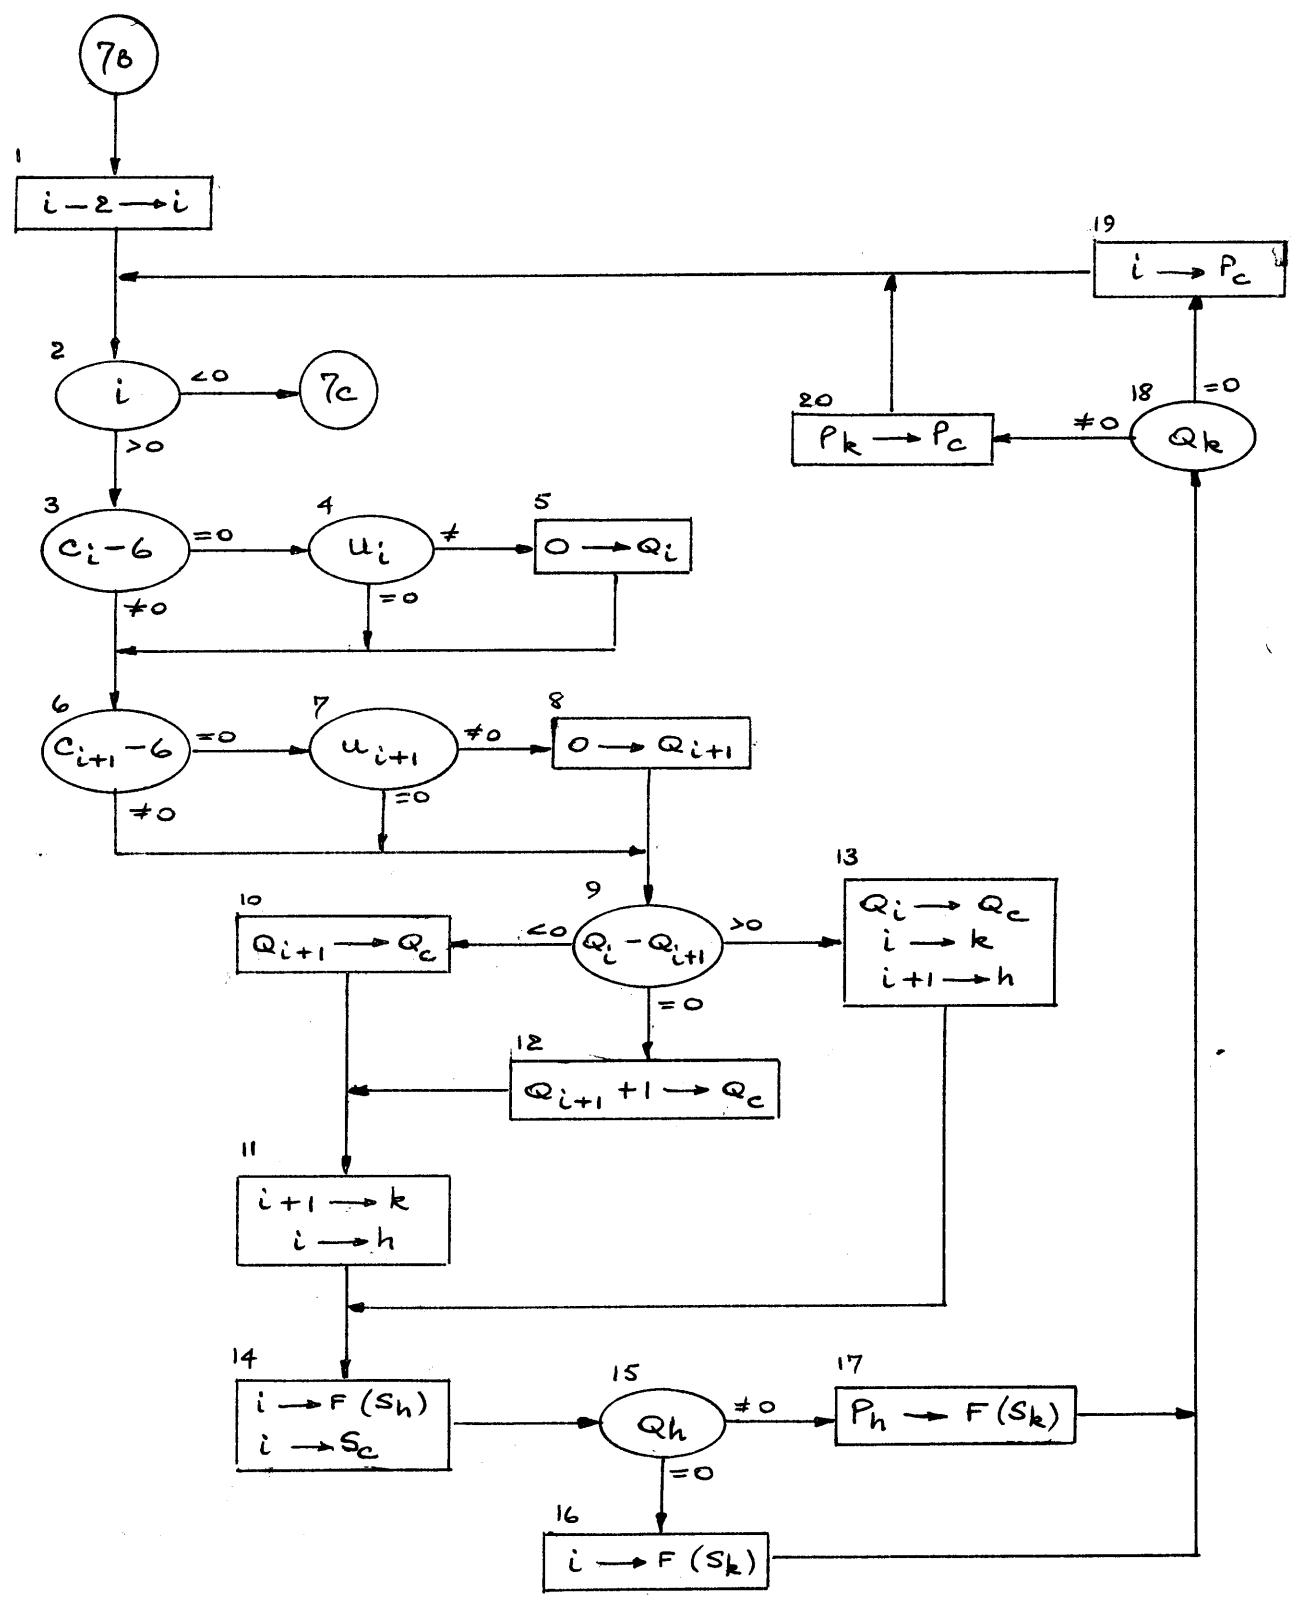 7B
1
i – 2 → i
19
i → Pc
2
i
<0
7c
>0
20
Pk → Pc
≠0
18
Qk
=0
3
ci – 6
=0
4
ui
≠
5
0 → Qi
≠0
=0
6
ci+1 – 6
=0
7
ui+1
≠0
8
0 → Qi+1
≠0
=0
10
Qi+1 → Qc
<0
9
Qi – Qi+1
>0
13
Qi → Qc
i → k
i+1 → h
= 0
12
Qi+1 +1 → Qc
11
i+1 → k
i → h
14
i → F (Sh)
i → Sc
15
Qh
≠0
17
Ph → F (Sk)
=0
16
i → F (Sk)